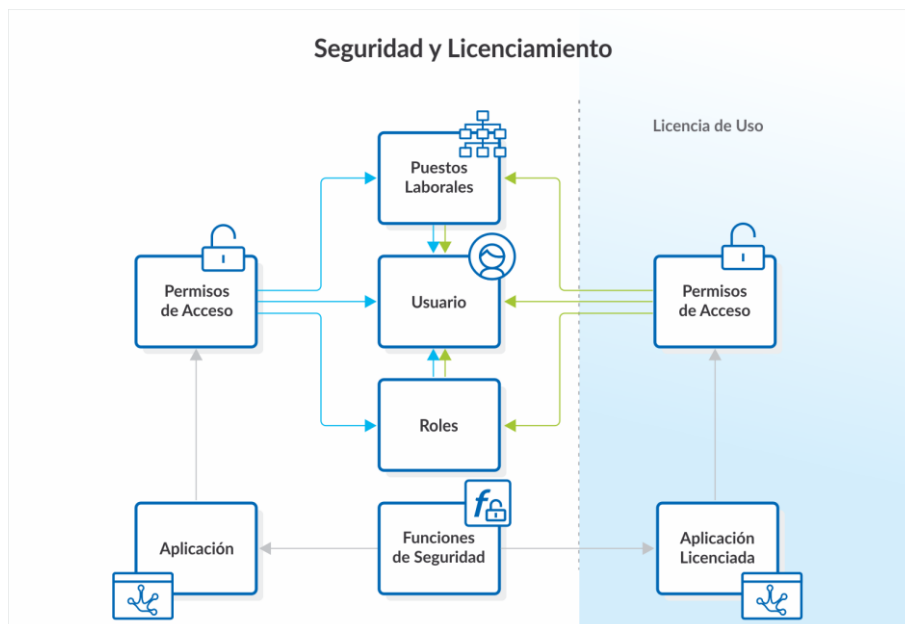 Seguridad y Licenciamiento
Licencia de Uso
Puestos
Laborales
Permisos
de Acceso
Usuario
Permisos
de Acceso
Roles
Aplicación
f
Funciones
de Seguridad
Aplicación
Licenciada